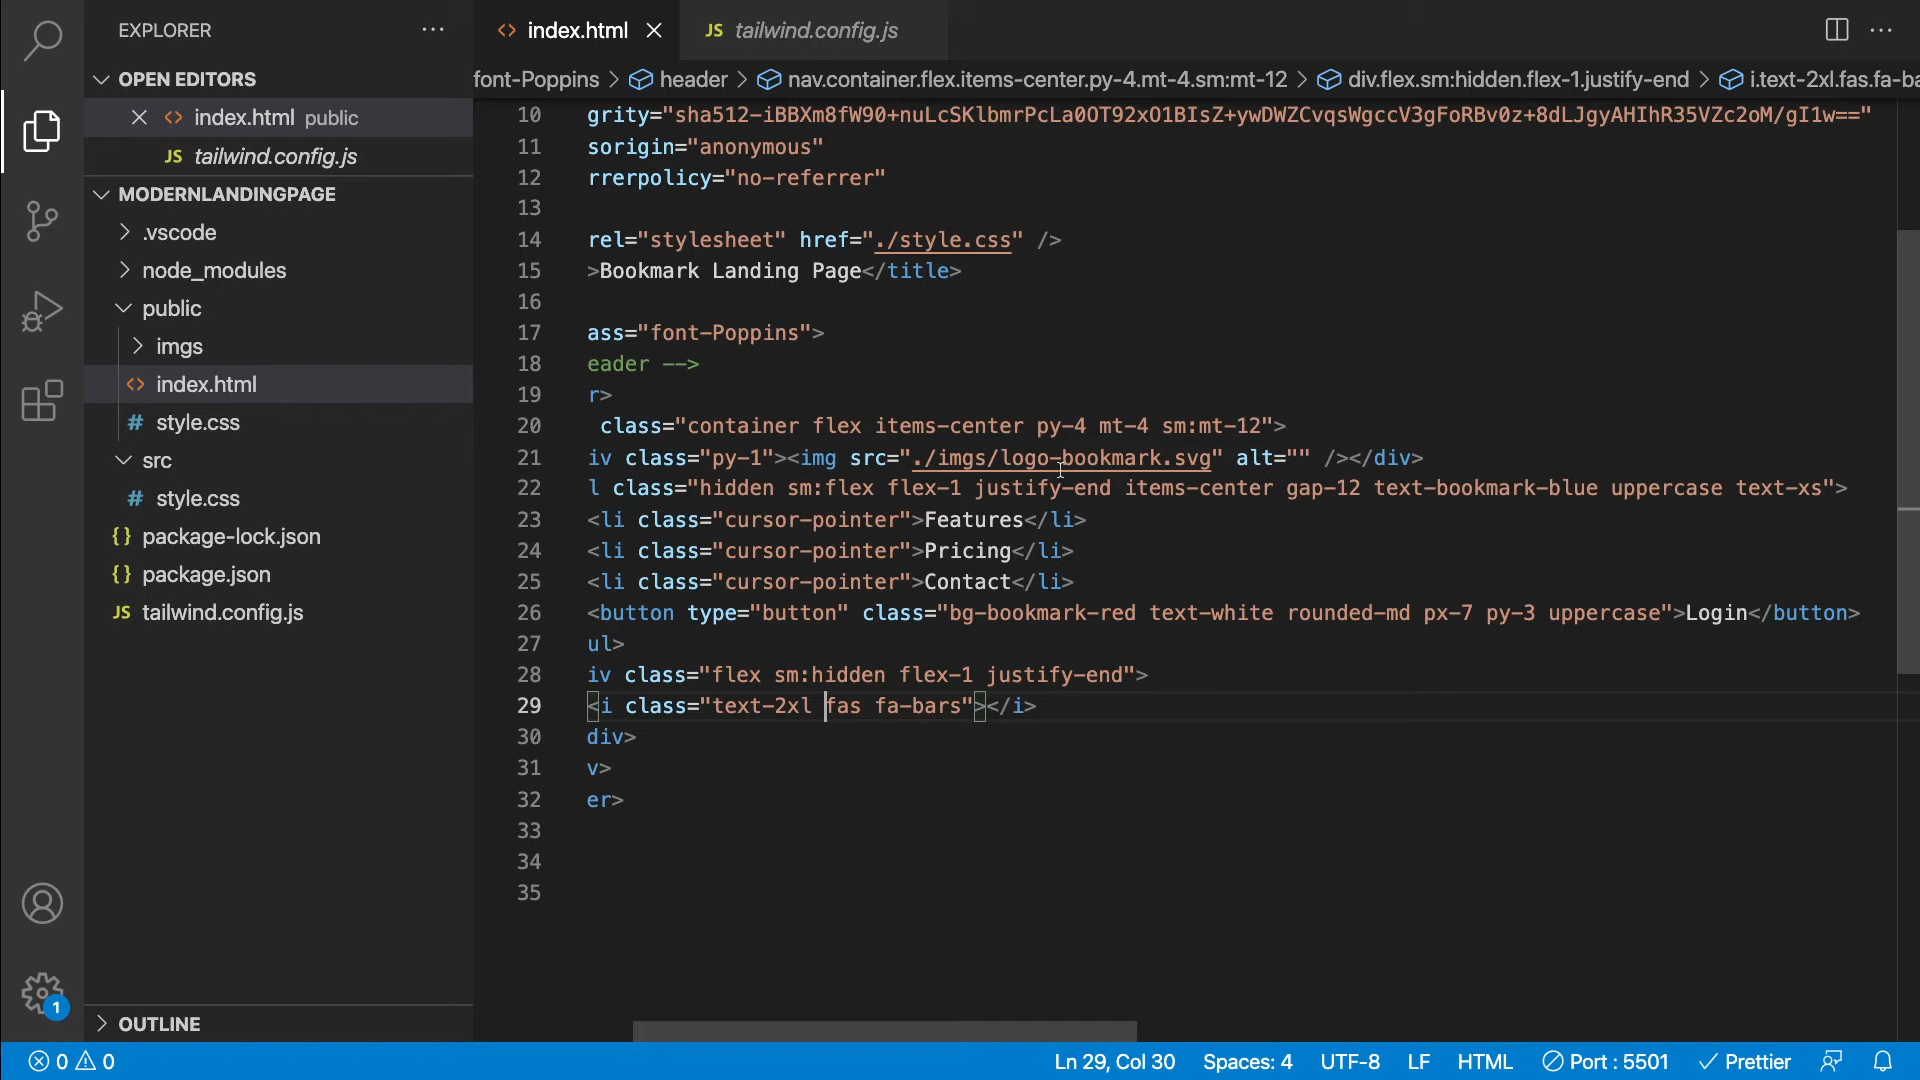 EXPLORER
OPEN EDITORS
index.html public
JS tailwind.config.js
MODERNLANDINGPAGE
.vscode
node_modules
public
imgs
<> index.html
# style.css
src
# style.css
{} package-lock.json
{} package.json
JS tailwind.config.js
OUTLINE
1
<> index.html
JS tailwind.config.js
font-Poppins > header > nav.container.flex.items-center.py-4.mt-4.sm:mt-12 > div.flex.sm:hidden.flex-1.justify-end > i.text-2xl.fas.fa-ba
10 grity="sha512-iBBXm8fW90+nuLcSKlbmrPcLa0OT92xO1BIsZ+ywDWZCvqsWgccV3gFoRBv0z+8dLJgyAHIhR35VZc2oM/gI1w=="
11 sorigin="anonymous"
12 rrerpolicy="no-referrer"
13
14 rel="stylesheet" href="./style.css" />
15 >Bookmark Landing Page</title>
16
17 ass="font-Poppins">
18 eader -->
19 r>
20 class="container flex items-center py-4 mt-4 sm:mt-12">
21 iv class="py-1"><img src="./imgs/logo-bookmark.svg" alt="" /></div>
22 l class="hidden sm:flex flex-1 justify-end items-center gap-12 text-bookmark-blue uppercase text-xs">
23 <li class="cursor-pointer">Features</li>
24 <li class="cursor-pointer">Pricing</li>
25 <li class="cursor-pointer">Contact</li>
26 <button type="button" class="bg-bookmark-red text-white rounded-md px-7 py-3 uppercase">Login</button>
27 ul>
28 iv class="flex sm:hidden flex-1 justify-end">
29 <i class="text-2xl fas fa-bars"></i>
30 div>
31 v>
32 er>
33
34
35
0 0 Ln 29, Col 30 Spaces: 4 UTF-8 LF HTML Port : 5501 Prettier